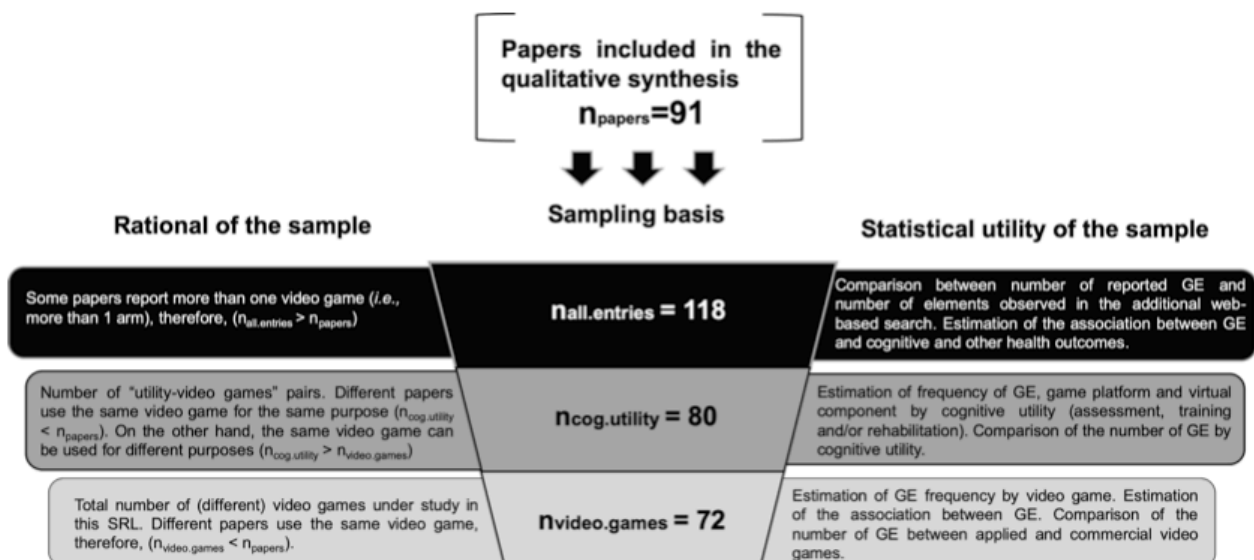 Papers included in the
qualitative synthesis
npapers=91
Sampling basis
Rational of the sample
Statistical utility of the sample
Some papers report more than one video game (i.e.,
more than 1 arm), therefore, (nall.entries > npapers)
nall.entries = 118
Comparison between number of reported GE and
number of elements observed in the additional web-
based search. Estimation of the association between GE
and cognitive and other health outcomes.
Number of "utility-video games" pairs. Different papers
use the same video game for the same purpose (ncog.utility
< npapers). On the other hand, the same video game can
be used for different purposes (ncog.utility > nvideo.games)
ncog.utility = 80
Estimation of frequency of GE, game platform and virtual
component by cognitive utility (assessment, training
and/or rehabilitation). Comparison of the number of GE by
cognitive utility.
Total number of (different) video games under study in
this SRL. Different papers use the same video game,
therefore, (nvideo.games < npapers).
nvideo.games = 72
Estimation of GE frequency by video game. Estimation
of the association between GE. Comparison of the
number of GE between applied and commercial video
games.